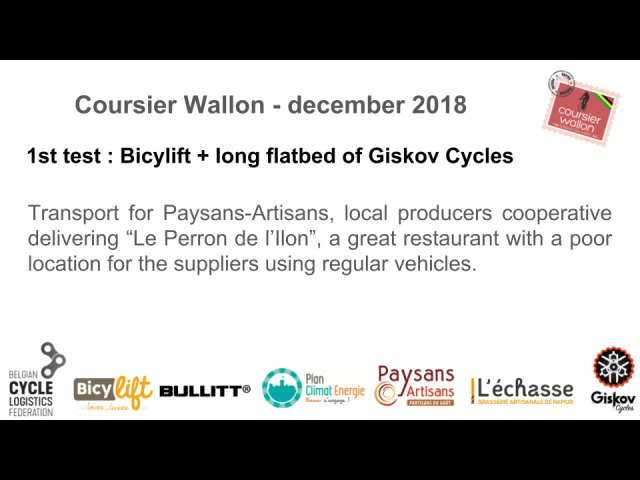 Coursier Wallon - december 2018
coursier
wallon
1st test : Bicylift + long flatbed of Giskov Cycles
Transport for Paysans-Artisans, local producers cooperative
delivering “Le Perron de l’Ilon”, a great restaurant with a poor
location for the suppliers using regular vehicles.
BELGIAN
CYCLE
LOGISTICS
FEDERATION
Bicylift
BULLITT®
Plan
Climat Energie
Namur s'engage !
Paysans
Artisans
PARTISANS DU GOÛT
L'échasse
BRASSERIE ARTISANALE DE NAMUR
Giskov
Cycles